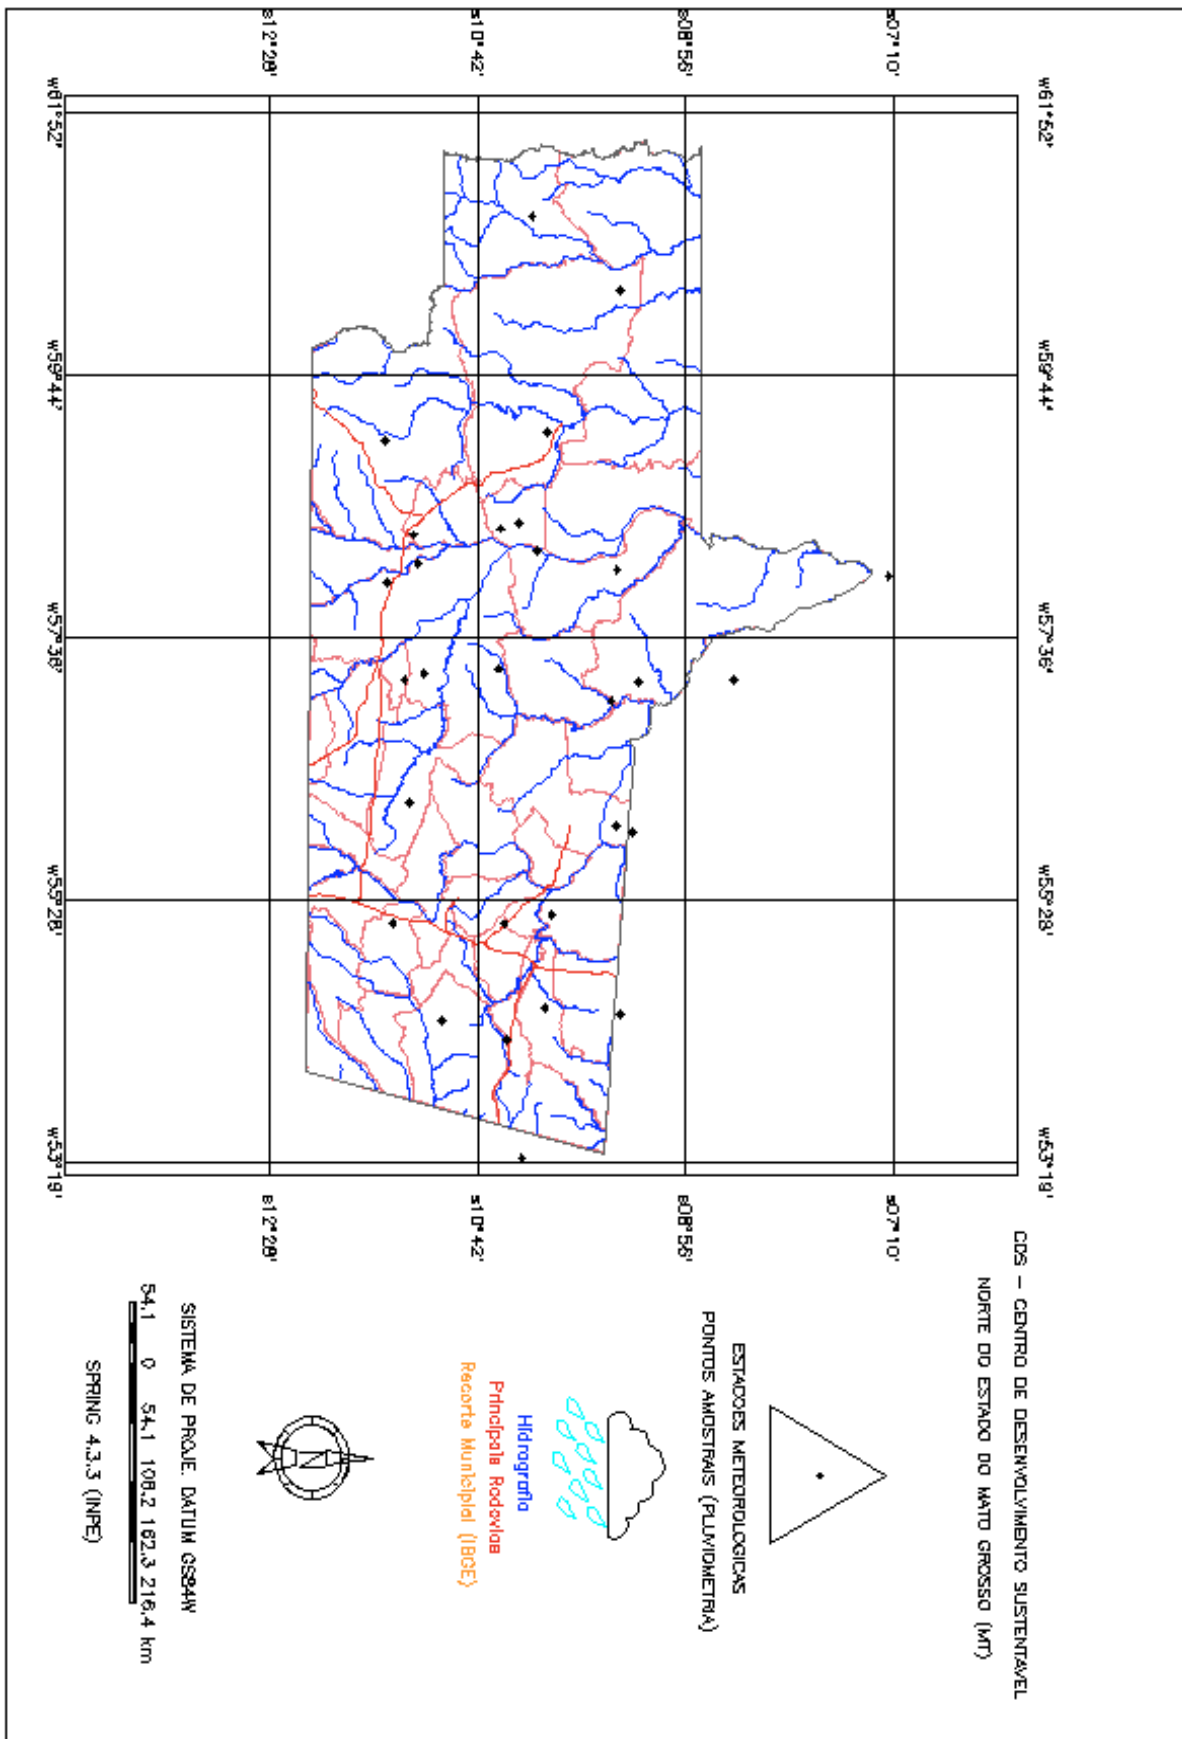 w61°52' w59°44' w57°36' w55°28' w53°19'
s07°10' s07°10'
s08°56' s08°56'
s10°42' s10°42'
s12°28' s12°28'
w61°52' w59°44' w57°36' w55°28' w53°19'
CDS - CENTRO DE DESENVOLVIMENTO SUSTENTAVEL
NORTE DO ESTADO DO MATO GROSSO (MT)
ESTACOES METEOROLOGICAS
PONTOS AMOSTRAIS (PLUVIOMETRIA)
Hidrografia
Principais Rodovias
Recorte Municipial (IBGE)
N
SISTEMA DE PROJE. DATUM GS84W
54.1 0 54.1 108.2 162.3 216.4 km
SPRING 4.3.3 (INPE)